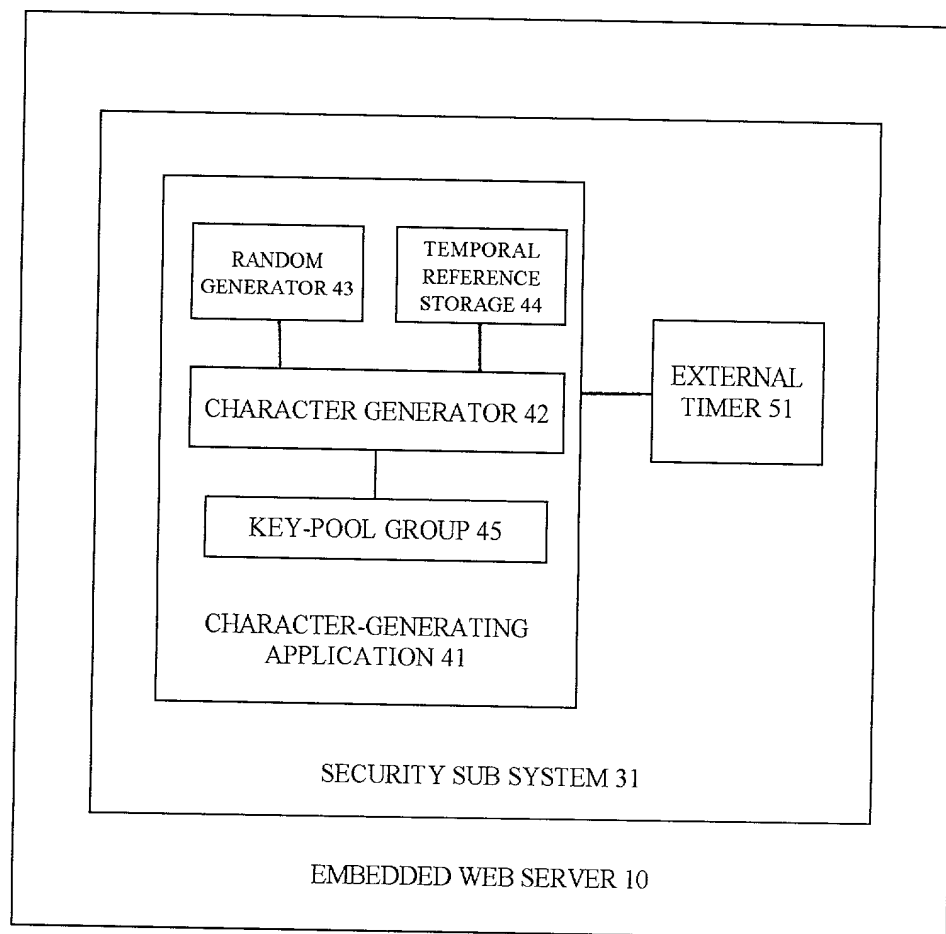 RANDOM
GENERATOR 43
TEMPORAL
REFERENCE
STORAGE 44
CHARACTER GENERATOR 42
KEY-POOL GROUP 45
CHARACTER-GENERATING
APPLICATION 41
EXTERNAL
TIMER 51
SECURITY SUB SYSTEM 31
EMBEDDED WEB SERVER 10